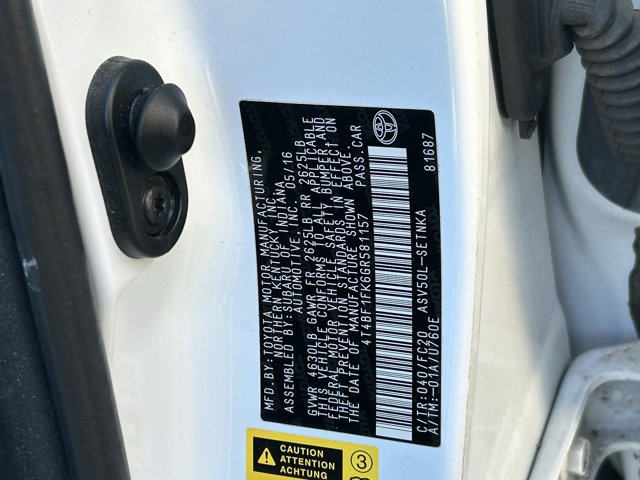 MFD.BY:TOYOTA MOTOR MANUFACTURING,
NORTHERN KENTUCKY, INC.
ASSEMBLED BY:SUBARU OF INDIANA
AUTOMOTIVE, INC. 05/16
GVWR 4630LB GAWR FR 2625LB RR 2625LB
THIS VEHICLE CONFORMS TO ALL APPLICABLE
FEDERAL MOTOR VEHICLE SAFETY, BUMPER, AND
THEFT PREVENTION STANDARDS IN EFFECT ON
THE DATE OF MANUFACTURE SHOWN ABOVE.
PASS.CAR
C/TR:040/FC20 ASV50L-SETNKA
A/TM:-01A/U760E 81687
CAUTION
ATTENTION
ACHTUNG
3